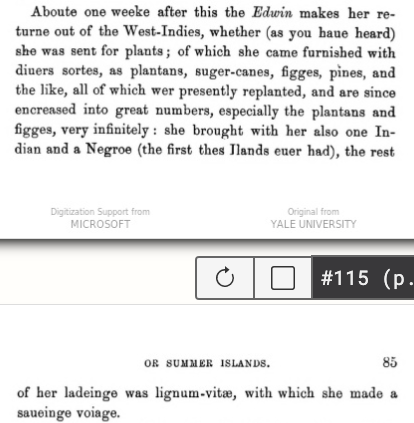 Aboute one weeke after this the Edwin makes her re-
turne out of the West-Indies, whether (as you haue heard)
she was sent for plants; of which she came furnished with
diuers sortes, as plantans, suger-canes, figges, pines, and
the like, all of which wer presently replanted, and are since
encreased into great numbers, especially the plantans and
figges, very infinitely: she brought with her also one In-
dian and a Negroe (the first thes Ilands euer had), the rest
Digitization Support from
MICROSOFT
Original from
YALE UNIVERSITY
#115 (p.
OR SUMMER ISLANDS. 85
of her ladeinge was lignum-vitæ, with which she made a
saueinge voiage.